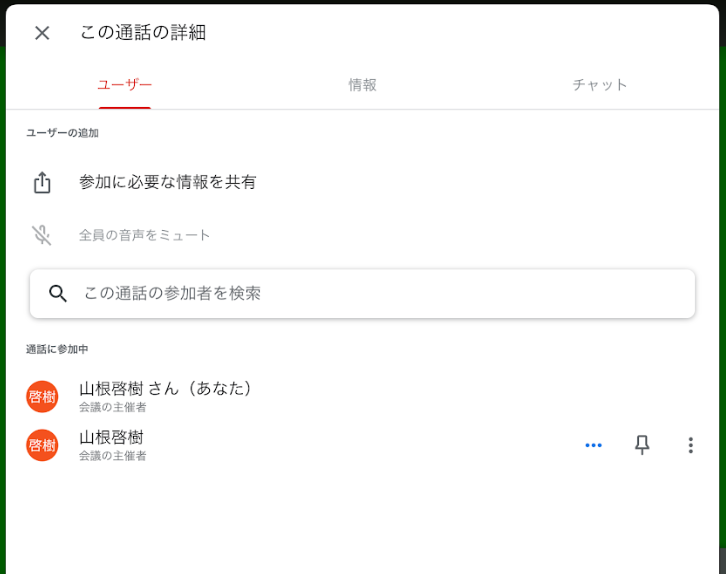 この通話の詳細
ユーザー 情報 チャット
ユーザーの追加
参加に必要な情報を共有
全員の音声をミュート
この通話の参加者を検索
通話に参加中
啓樹 山根啓樹 さん（あなた）
会議の主催者
啓樹 山根啓樹
会議の主催者